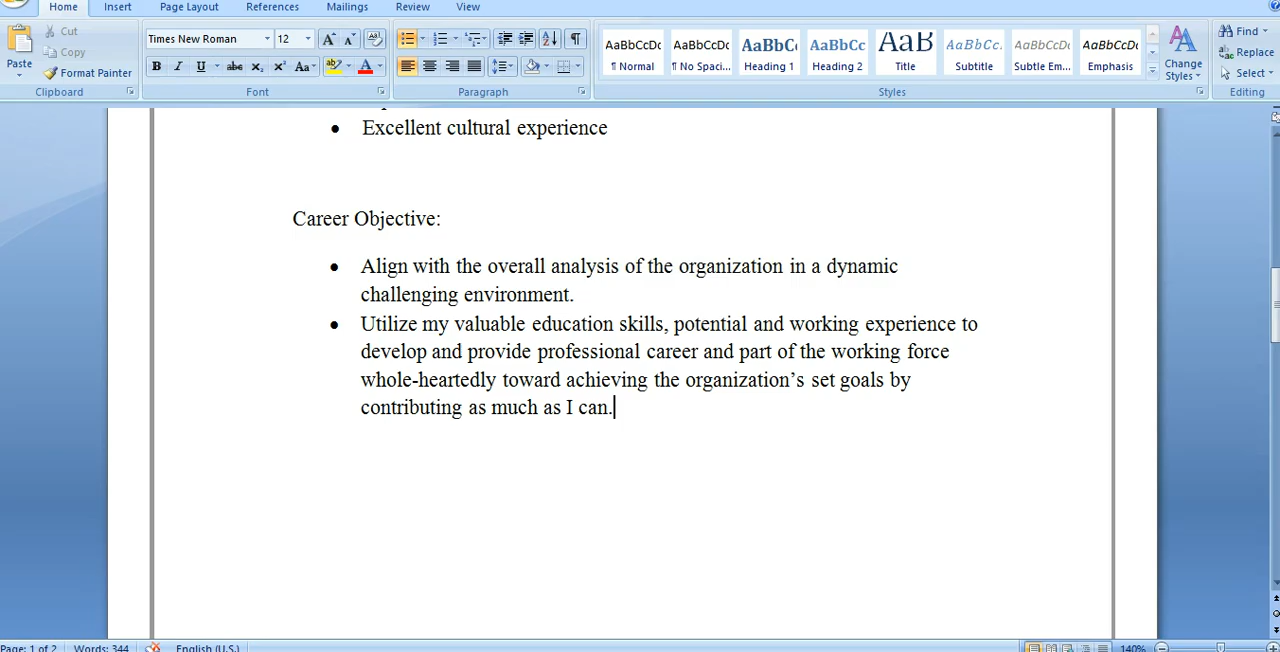 Home Insert Page Layout References Mailings Review View
Cut
Copy
Paste
Format Painter
Clipboard
Times New Roman 12
Font
Paragraph
AaBbCcDc AaBbCcDc AaBbC AaBbCc AaB AaBbCc. AaBbCcDc AaBbCcDc
¶ Normal ¶ No Spaci... Heading 1 Heading 2 Title Subtitle Subtle Em... Emphasis
Styles
Change
Styles
Find
Replace
Select
Editing
• Excellent cultural experience
Career Objective:
• Align with the overall analysis of the organization in a dynamic
challenging environment.
• Utilize my valuable education skills, potential and working experience to
develop and provide professional career and part of the working force
whole-heartedly toward achieving the organization’s set goals by
contributing as much as I can.
Page: 1 of 2 Words: 344 English (U.S.) 140%